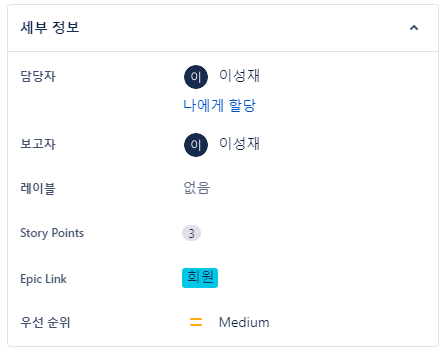 세부 정보
담당자 이 이성재
나에게 할당
보고자 이 이성재
레이블 없음
Story Points 3
Epic Link 회원
우선 순위 Medium